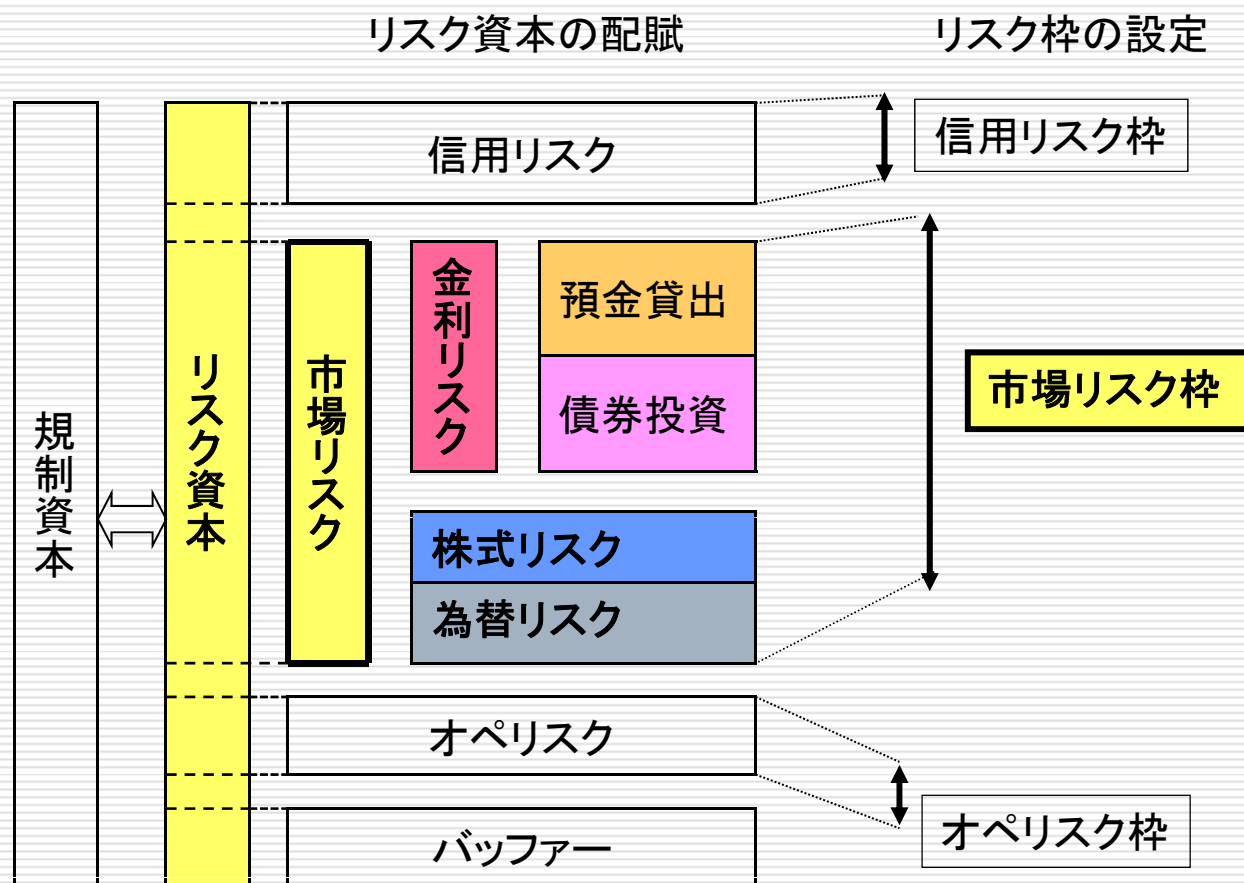 リスク資本の配賦
リスク枠の設定
規制資本
リスク資本
信用リスク
信用リスク枠
市場リスク
金利リスク
預金貸出
債券投資
市場リスク枠
株式リスク
為替リスク
オペリスク
オペリスク枠
バッファー